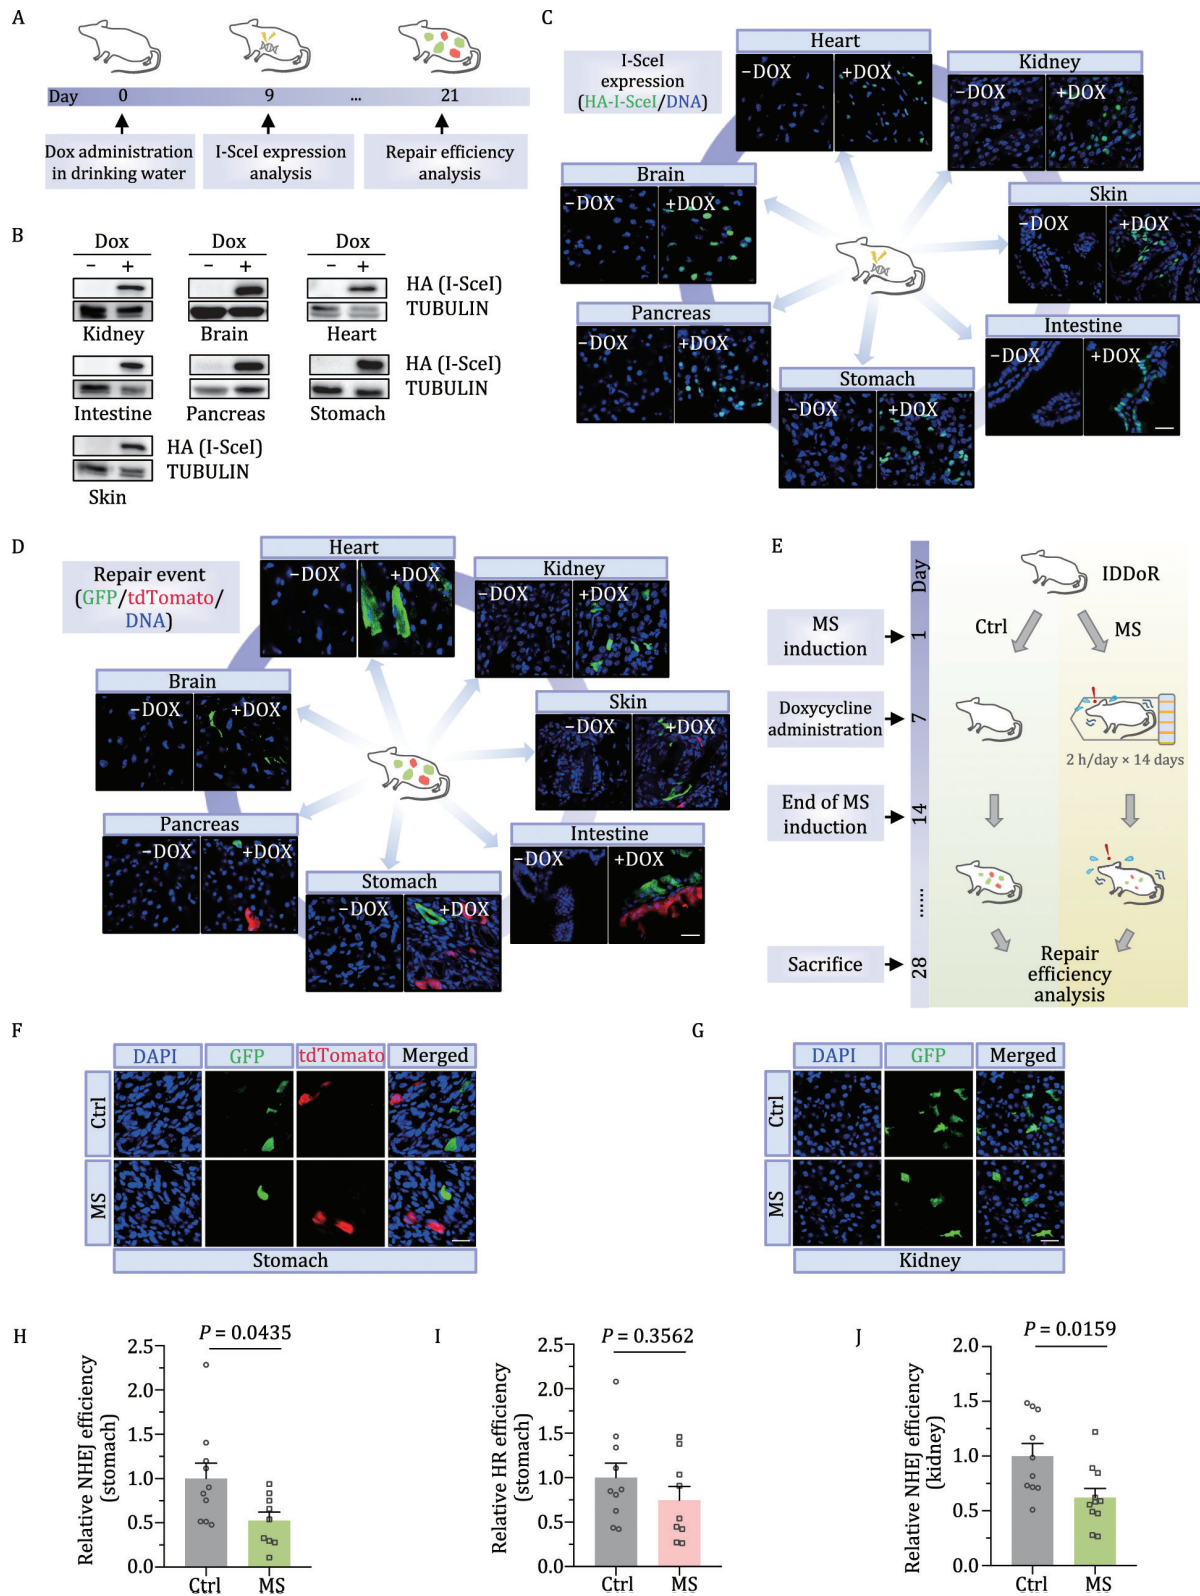 A
Day 0 9 ... 21
Dox administration
in drinking water
I-SceI expression
analysis
Repair efficiency
analysis
B
Dox Dox Dox
– + – + – +
HA (I-SceI)
TUBULIN
Kidney Brain Heart
HA (I-SceI)
TUBULIN
Intestine Pancreas Stomach
HA (I-SceI)
TUBULIN
Skin
C
I-SceI
expression
(HA-I-SceI/DNA)
Heart
–DOX +DOX
Kidney
–DOX +DOX
Brain
–DOX +DOX
Skin
–DOX +DOX
Pancreas
–DOX +DOX
Intestine
–DOX +DOX
Stomach
–DOX +DOX
D
Repair event
(GFP/tdTomato/
DNA)
Heart
–DOX +DOX
Kidney
–DOX +DOX
Brain
–DOX +DOX
Skin
–DOX +DOX
Pancreas
–DOX +DOX
Intestine
–DOX +DOX
Stomach
–DOX +DOX
E
Day
IDDoR
Ctrl MS
MS
induction
1
Doxycycline
administration
7
2 h/day × 14 days
End of MS
induction
14
......
Sacrifice
28
Repair
efficiency
analysis
F
DAPI GFP tdTomato Merged
Ctrl
MS
Stomach
G
DAPI GFP Merged
Ctrl
MS
Kidney
H
P = 0.0435
Relative NHEJ efficiency
(stomach)
2.5
2.0
1.5
1.0
0.5
0.0
Ctrl MS
I
P = 0.3562
Relative HR efficiency
(stomach)
2.5
2.0
1.5
1.0
0.5
0.0
Ctrl MS
J
P = 0.0159
Relative NHEJ efficiency
(kidney)
2.0
1.5
1.0
0.5
0.0
Ctrl MS